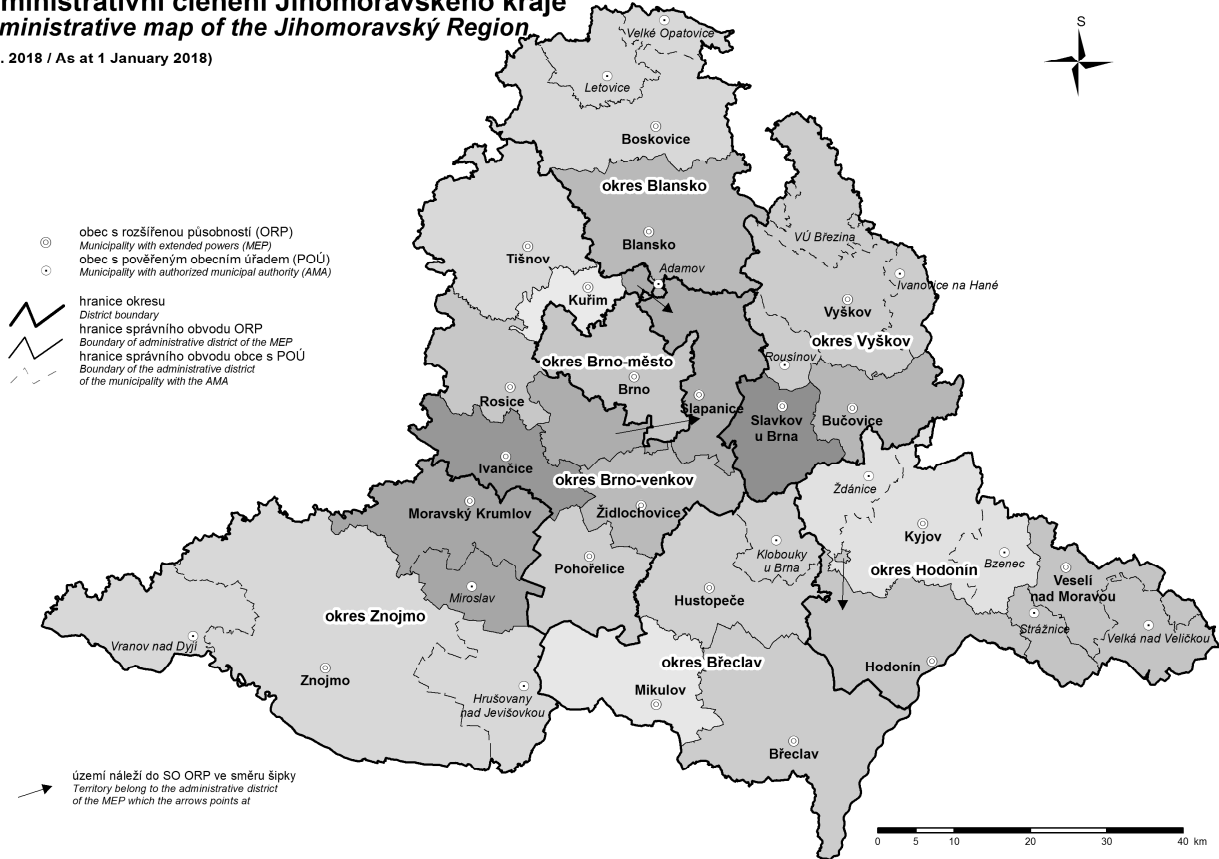 ministrativní členění Jihomoravského kraje
ministrative map of the Jihomoravský Region
. 2018 / As at 1 January 2018)
S
Velké Opatovice
Letovice
Boskovice
okres Blansko
Blansko
VÚ Březina
Tišnov
Adamov
Ivanovice na Hané
Kuřim
Vyškov
okres Vyškov
okres Brno-město
Rousínov
Brno
Rosice
Šlapanice
Slavkov
u Brna
Bučovice
Ivančice
okres Brno-venkov
Ždánice
Moravský Krumlov
Židlochovice
Kyjov
Klobouky
u Brna
Bzenec
Pohořelice
okres Hodonín
Veselí
nad Moravou
Miroslav
Hustopeče
okres Znojmo
Strážnice
Velká nad Veličkou
Vranov nad Dyjí
okres Břeclav
Hodonín
Znojmo
Mikulov
Hrušovany
nad Jevišovkou
Břeclav
obec s rozšířenou působností (ORP)
Municipality with extended powers (MEP)
obec s pověřeným obecním úřadem (POÚ)
Municipality with authorized municipal authority (AMA)
hranice okresu
District boundary
hranice správního obvodu ORP
Boundary of administrative district of the MEP
hranice správního obvodu obce s POÚ
Boundary of the administrative district
of the municipality with the AMA
území náleží do SO ORP ve směru šipky
Territory belong to the administrative district
of the MEP which the arrows points at
0 5 10 20 30 40 km